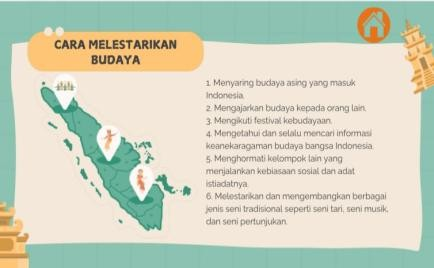 CARA MELESTARIKAN
BUDAYA
1. Menyaring budaya asing yang masuk
Indonesia.
2. Mengajarkan budaya kepada orang lain.
3. Mengikuti festival kebudayaan.
4. Mengetahui dan selalu mencari informasi
keanekaragaman budaya bangsa Indonesia.
5. Menghormati kelompok lain yang
menjalankan kebiasaan sosial dan adat
istiadatnya.
6. Melestarikan dan mengembangkan berbagai
jenis seni tradisional seperti seni tari, seni musik,
dan seni pertunjukan.